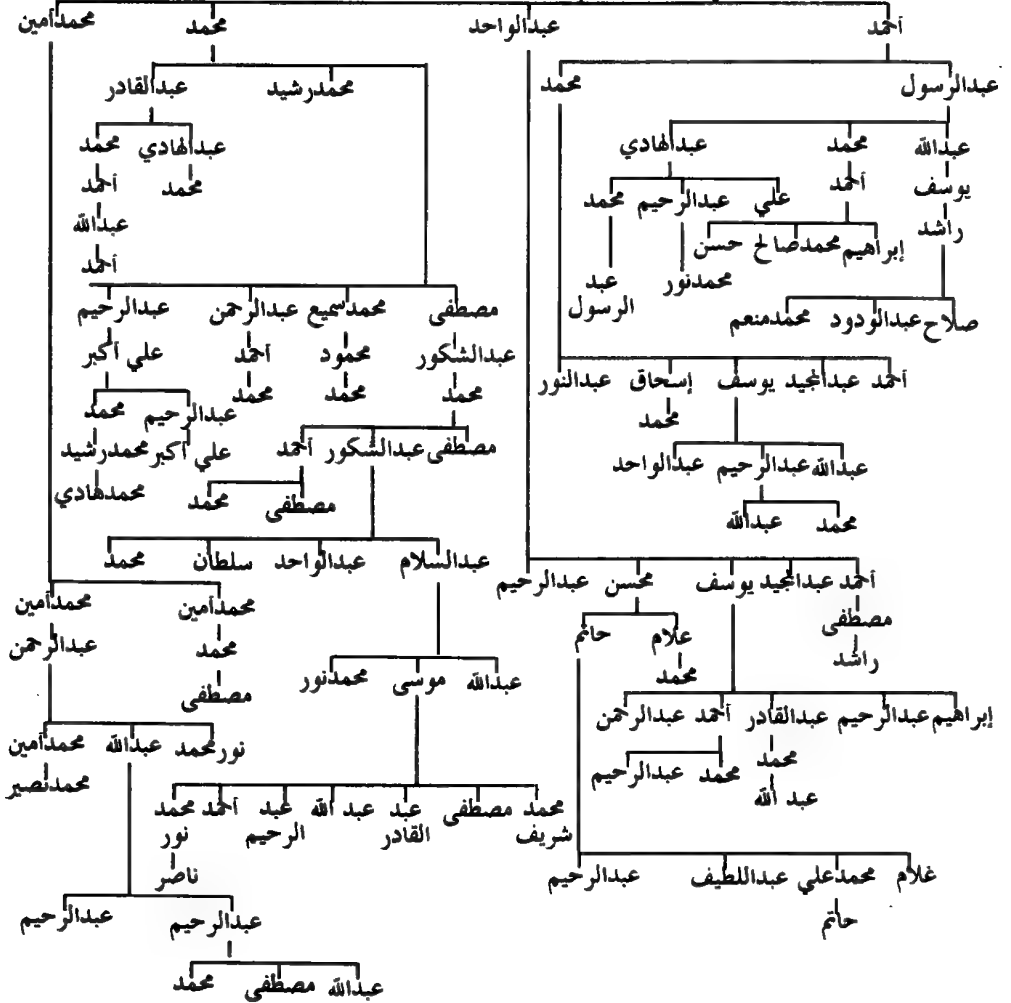 أحمد عبدالواحد محمد محمدأمين
عبدالرسول محمد محمدرشيد عبدالقادر
عبدالله محمد عبدالهادي عبدالهادي محمد
يوسف أحمد محمد أحمد
علي عبدالرحيم محمد عبدالله
راشد إبراهيم محمدصالح حسن أحمد
محمدنور عبد الرسول
صلاح عبدالودود محمدمنعم مصطفى محمدسميع عبدالرحمن عبدالرحيم
عبدالشكور محمود أحمد علي أكبر
أحمد عبدالمجيد يوسف إسحاق عبدالنور محمد محمد محمد
محمد عبدالرحيم محمد
مصطفى عبدالشكور أحمد علي أكبر محمدرشيد
عبدالله عبدالرحيم عبدالواحد محمدهادي
مصطفى محمد
محمد عبدالله
عبدالسلام عبدالواحد سلطان محمد
أحمد عبدالمجيد يوسف محسن عبدالرحيم
محمدأمين محمدأمين
مصطفى علام حاتم محمد عبدالرحمن
راشد محمد
عبدالله موسى محمدنور مصطفى
إبراهيم عبدالرحيم عبدالقادر أحمد عبدالرحمن
نور محمد عبدالله محمدأمين
محمد محمد عبدالرحيم محمدنصير
عبد الله
محمد شريف مصطفى عبد القادر عبد الله عبد الرحيم أحمد محمد نور
ناصر
غلام محمدعلي عبداللطيف عبدالرحيم
حاتم
عبدالرحيم عبدالرحيم
عبدالله مصطفى محمد